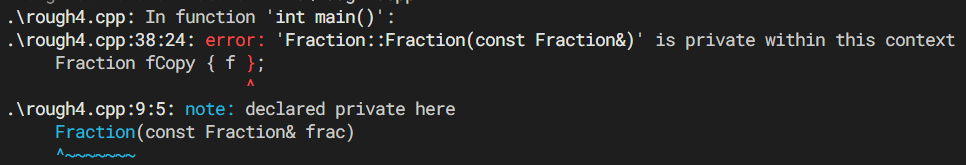 .\rough4.cpp: In function 'int main()':
.\rough4.cpp:38:24: error: 'Fraction::Fraction(const Fraction&)' is private within this context
     Fraction fCopy { f };
                        ^
.\rough4.cpp:9:5: note: declared private here
     Fraction(const Fraction& frac)
     ^~~~~~~~